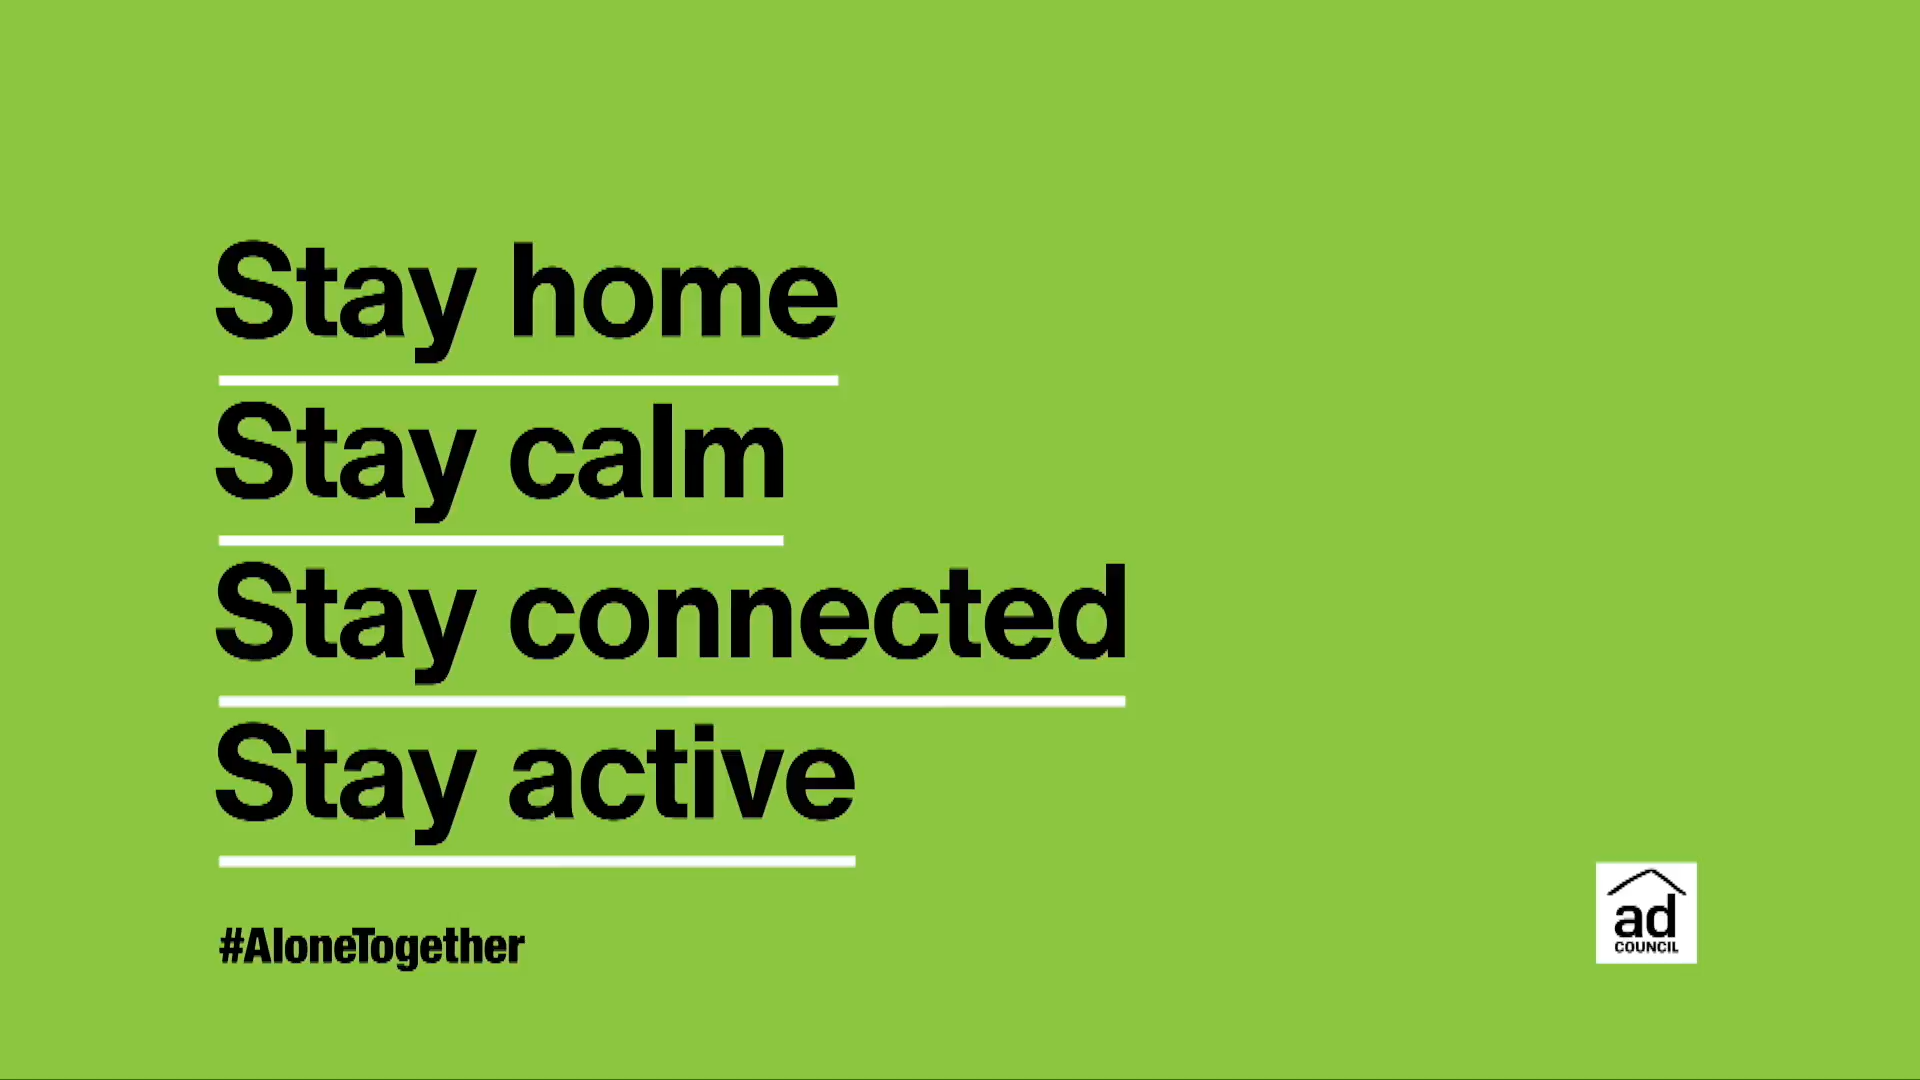 Stay home
Stay calm
Stay connected
Stay active
#AloneTogether
ad
COUNCIL